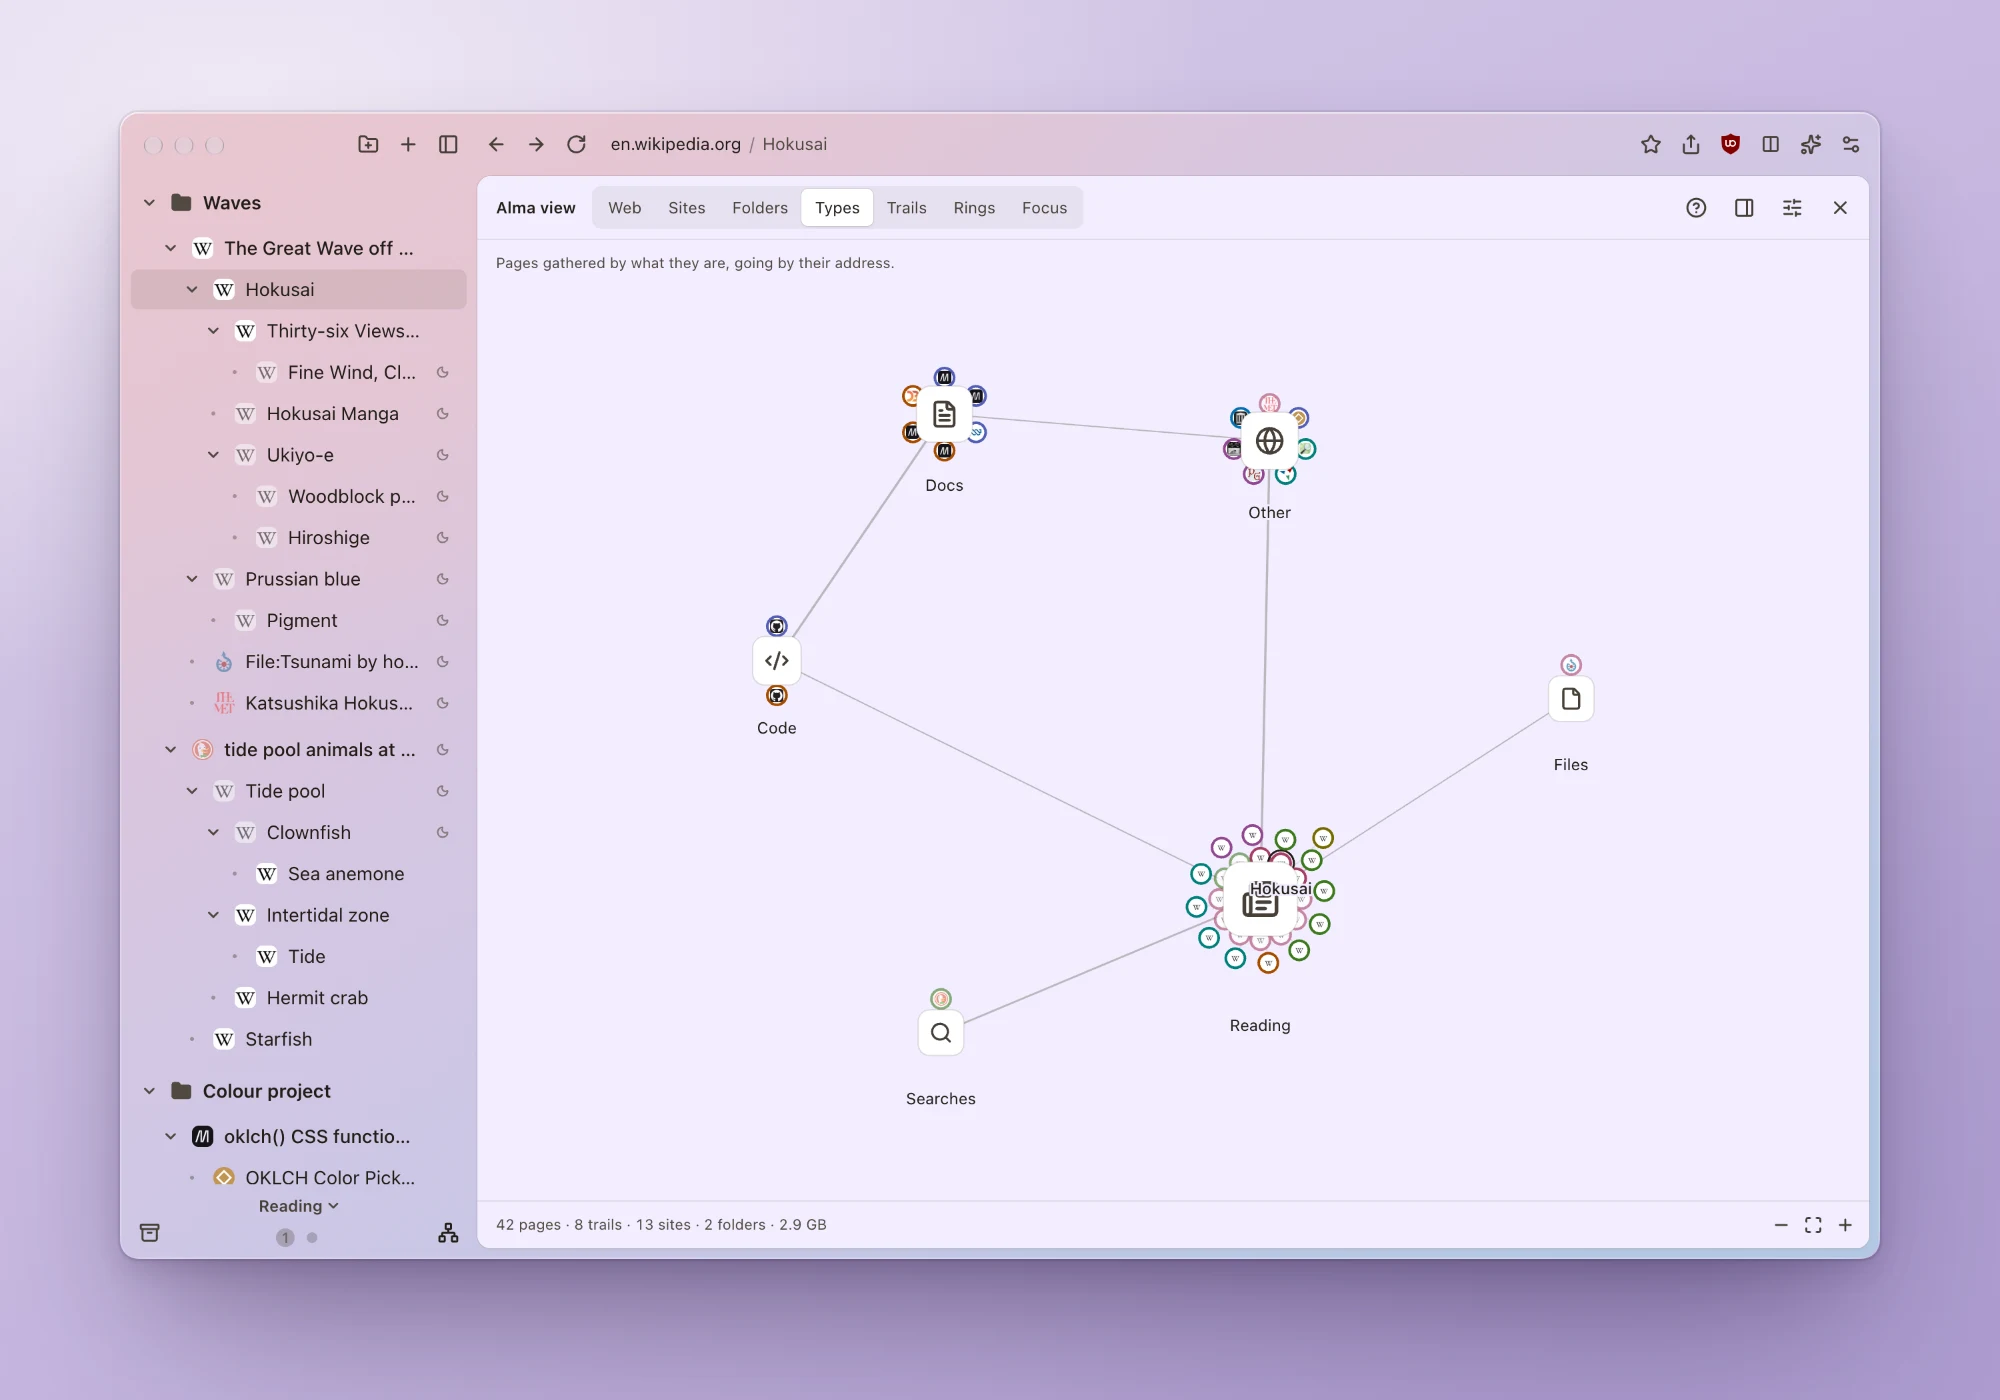 en.wikipedia.org / Hokusai
Waves
The Great Wave off ...
Hokusai
Thirty-six Views...
Fine Wind, Cl...
Hokusai Manga
Ukiyo-e
Woodblock p...
Hiroshige
Prussian blue
Pigment
File:Tsunami by ho...
Katsushika Hokus...
tide pool animals at ...
Tide pool
Clownfish
Sea anemone
Intertidal zone
Tide
Hermit crab
Starfish
Colour project
oklch() CSS functio...
OKLCH Color Pick...
Reading
1
Alma view Web Sites Folders Types Trails Rings Focus
Pages gathered by what they are, going by their address.
Docs
Other
Code
Files
Hokusai
Reading
Searches
42 pages · 8 trails · 13 sites · 2 folders · 2.9 GB